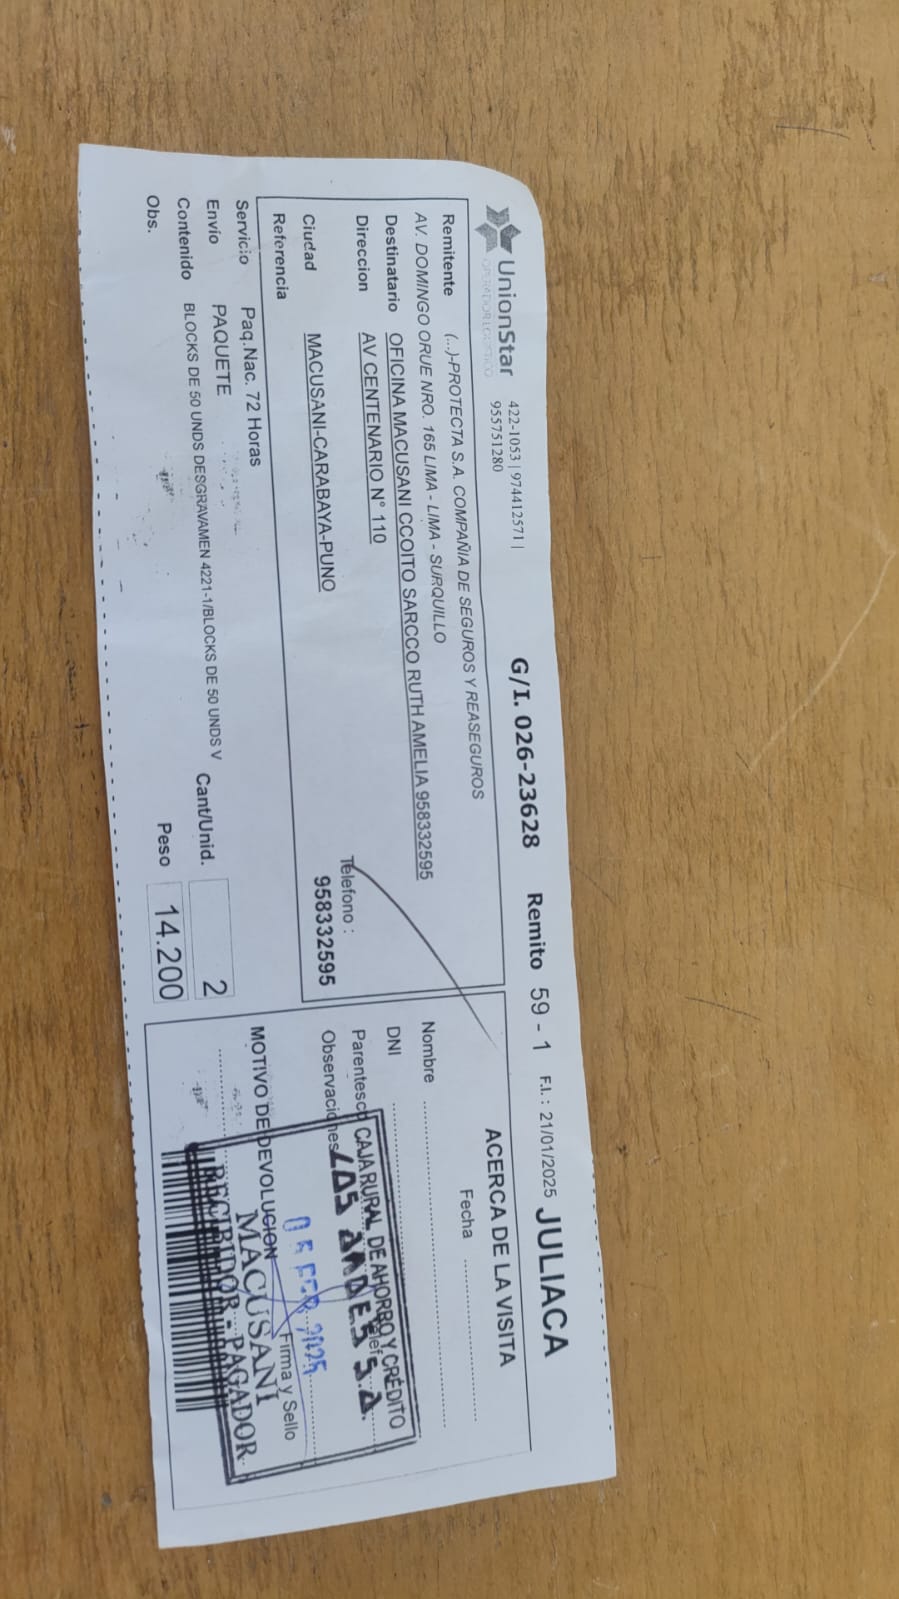 UnionStar
OPERADOR LOGISTICO
422-1053 | 974412571 |
955751280
G/I. 026-23628
Remito 59 - 1
F.I.: 21/01/2025
JULIACA
Remitente (...)-PROTECTA S.A. COMPAÑIA DE SEGUROS Y REASEGUROS
AV. DOMINGO ORUE NRO. 165 LIMA - LIMA - SURQUILLO
Destinatario OFICINA MACUSANI CCOITO SARCCO RUTH AMELIA 958332595
Direccion AV CENTENARIO N° 110
Telefono :
Ciudad MACUSANI-CARABAYA-PUNO
958332595
Referencia
Servicio Paq.Nac. 72 Horas
Envio PAQUETE
Contenido BLOCKS DE 50 UNDS DESGRAVAMEN 4221-1/BLOCKS DE 50 UNDS V
Cant/Unid. 2
Obs.
Peso 14.200
ACERCA DE LA VISITA
Fecha
Nombre
DNI
Parentesco
Observaciones
MOTIVO DE DEVOLUCION
Firma y Sello
CAJA RURAL DE AHORRO Y CRÉDITO
LOS ANDES S.A.
05 FEB 2025
MACUSANI
RECIBIDOR - PAGADOR